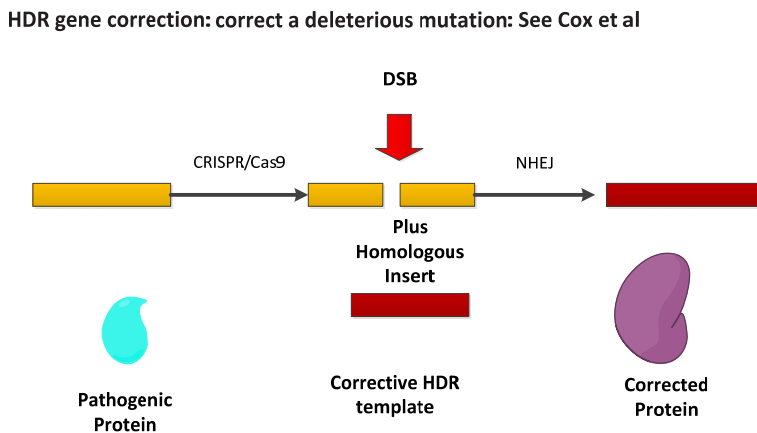 HDR gene correction: correct a deleterious mutation: See Cox et al
DSB
CRISPR/Cas9
NHEJ
Plus
Homologous
Insert
Pathogenic
Protein
Corrective HDR
template
Corrected
Protein